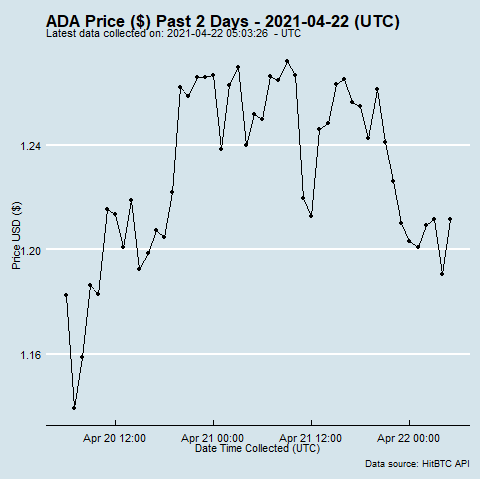 ADA Price ($) Past 2 Days - 2021-04-22 (UTC)
Latest data collected on: 2021-04-22 05:03:26 - UTC
Price USD ($)
1.24
1.20
1.16
Apr 20 12:00 Apr 21 00:00 Apr 21 12:00 Apr 22 00:00
Date Time Collected (UTC)
Data source: HitBTC API